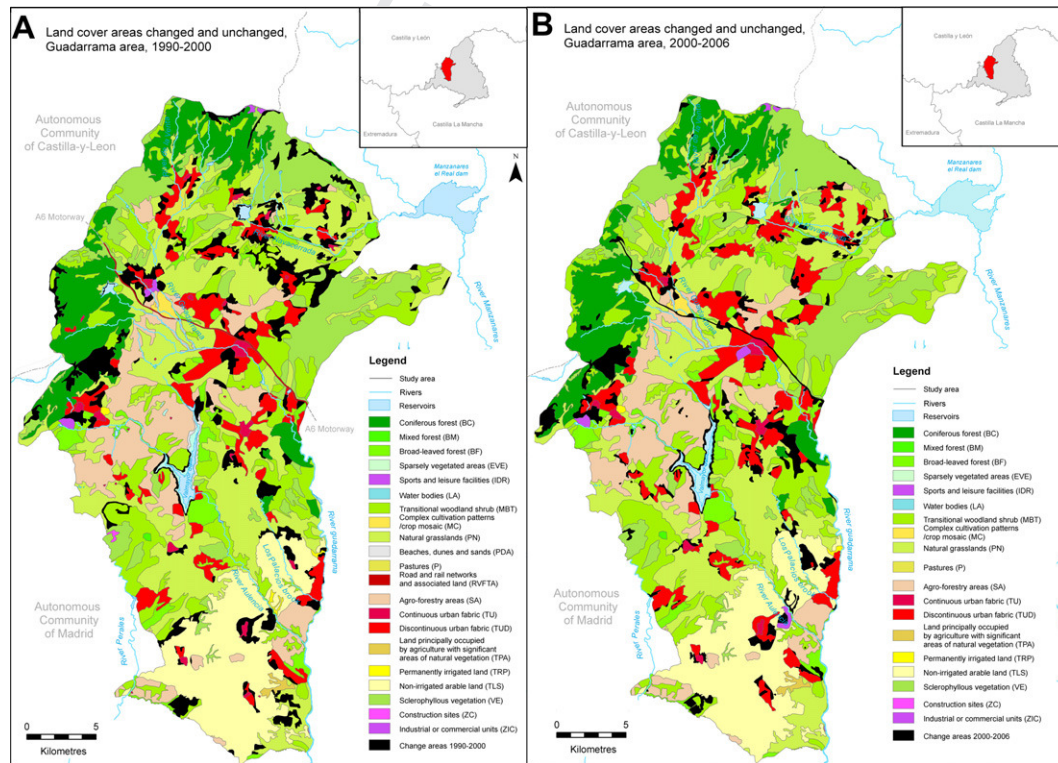 A
Land cover areas changed and unchanged,
Guadarrama area, 1990-2000
Castilla y León
Extremadura
Castilla La Mancha
Autonomous
Community
of Castilla-y-Leon
N
Manzanares
el Real dam
A6 Motorway
River Manzanares
A6 Motorway
River guadarrama
River Aulencia
River Perales
Autonomous
Community
of Madrid
Legend
Study area
Rivers
Reservoirs
Coniferous forest (BC)
Mixed forest (BM)
Broad-leaved forest (BF)
Sparsely vegetated areas (EVE)
Sports and leisure facilities (IDR)
Water bodies (LA)
Transitional woodland shrub (MBT)
Complex cultivation patterns
/crop mosaic (MC)
Natural grasslands (PN)
Beaches, dunes and sands (PDA)
Pastures (P)
Road and rail networks
and associated land (RVFTA)
Agro-forestry areas (SA)
Continuous urban fabric (TU)
Discontinuous urban fabric (TUD)
Land principally occupied
by agriculture with significant
areas of natural vegetation (TPA)
Permanently irrigated land (TRP)
Non-irrigated arable land (TLS)
Sclerophyllous vegetation (VE)
Construction sites (ZC)
Industrial or commercial units (ZIC)
Change areas 1990-2000
0 5
Kilometres
B
Land cover areas changed and unchanged,
Guadarrama area, 2000-2006
Castilla y León
Extremadura
Castilla La Mancha
Autonomous
Community
of Castilla-y-Leon
Manzanares
el Real dam
A6 Motorway
River Manzanares
River guadarrama
River Perales
Autonomous
Community
of Madrid
Legend
Study area
Rivers
Reservoirs
Coniferous forest (BC)
Mixed forest (BM)
Broad-leaved forest (BF)
Sparsely vegetated areas (EVE)
Sports and leisure facilities (IDR)
Water bodies (LA)
Transitional woodland shrub (MBT)
Complex cultivation patterns
/crop mosaic (MC)
Natural grasslands (PN)
Pastures (P)
Agro-forestry areas (SA)
Continuous urban fabric (TU)
Discontinuous urban fabric (TUD)
Land principally occupied
by agriculture with significant
areas of natural vegetation (TPA)
Permanently irrigated land (TRP)
Non-irrigated arable land (TLS)
Sclerophyllous vegetation (VE)
Construction sites (ZC)
Industrial or commercial units (ZIC)
Change areas 2000-2006
0 5
Kilometres